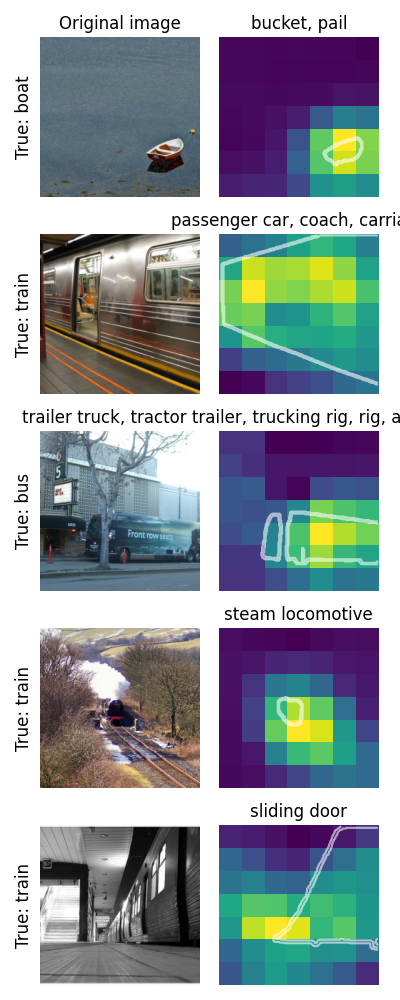 Original image
bucket, pail
True: boat
passenger car, coach, carria
True: train
trailer truck, tractor trailer, trucking rig, rig, a
True: bus
Front row seats
steam locomotive
True: train
sliding door
True: train